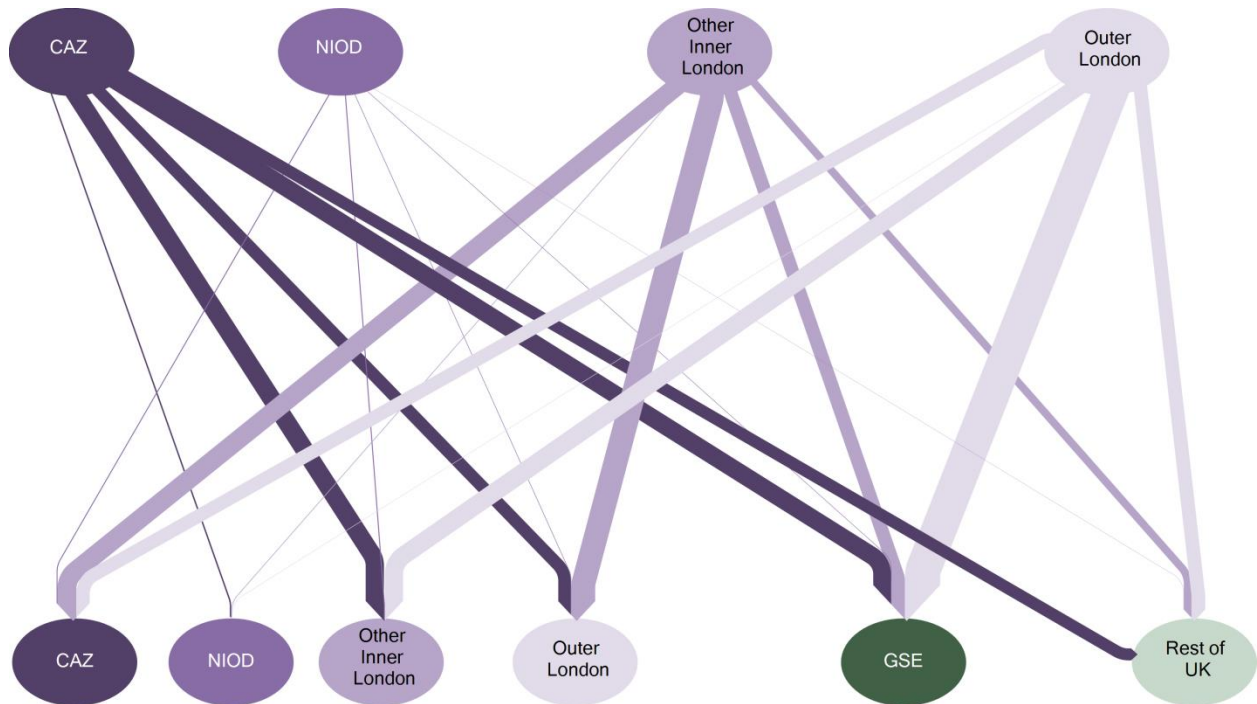 CAZ
NIOD
Other
Inner
London
Outer
London
CAZ
NIOD
Other
Inner
London
Outer
London
GSE
Rest of
UK